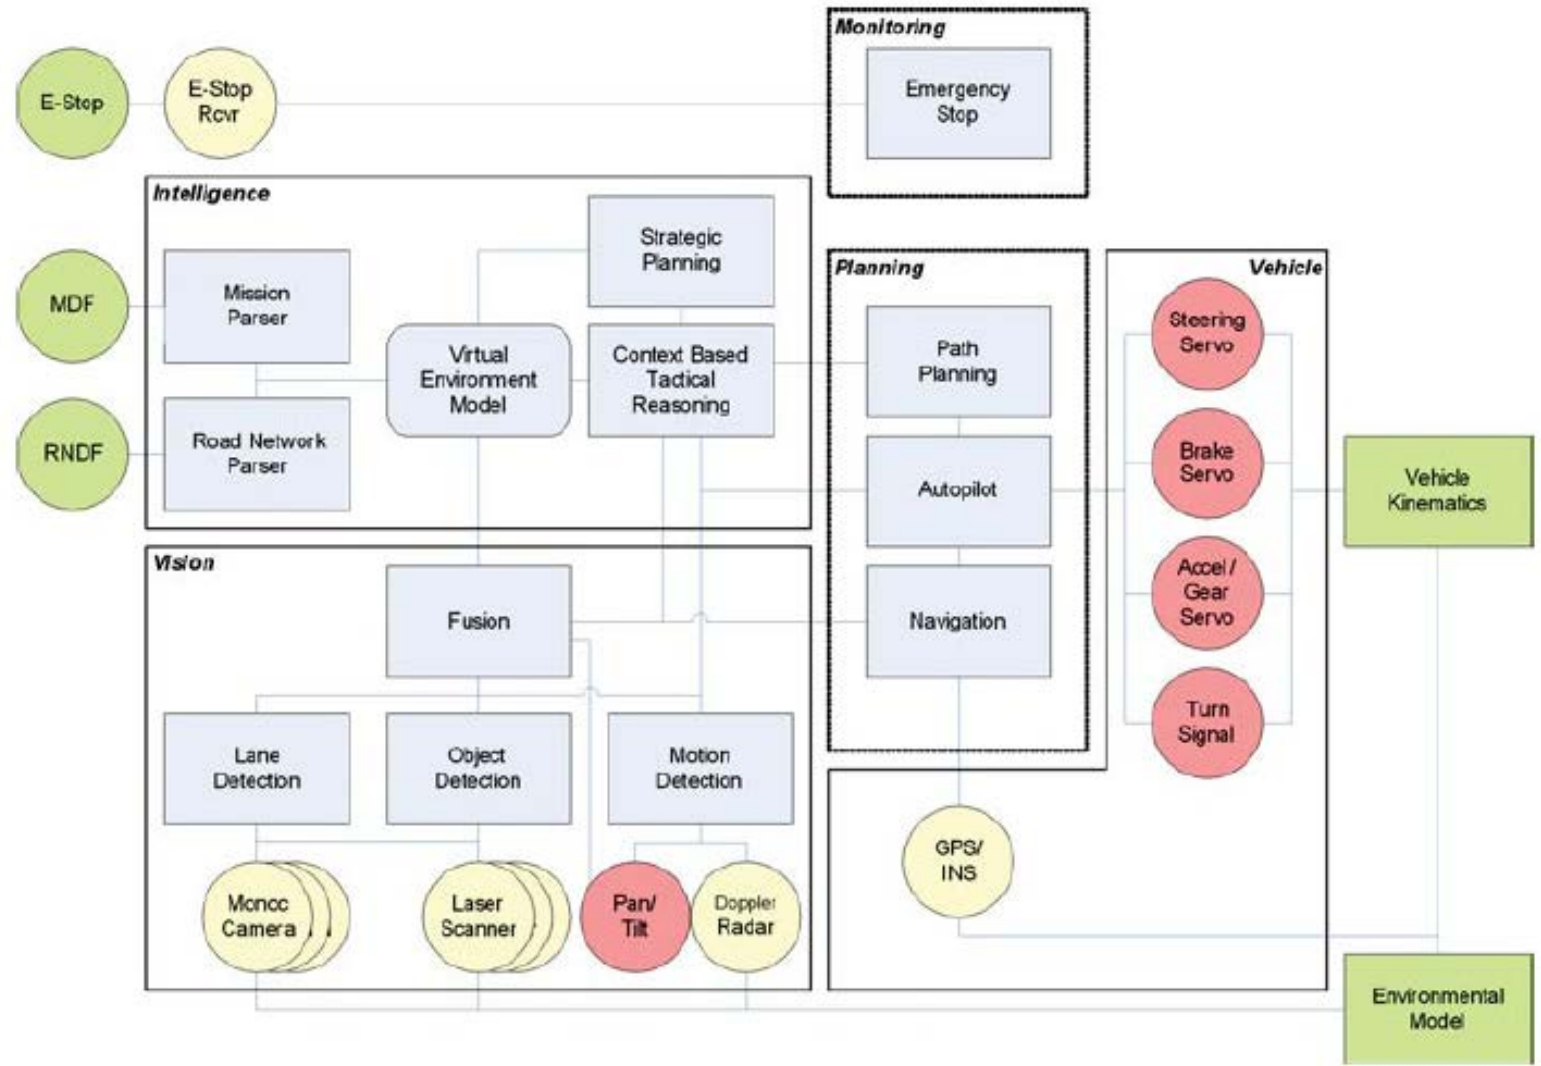 Monitoring
E-Stop
E-Stop
Rcvr
Emergency
Stop
Intelligence
Strategic
Planning
MDF
Mission
Parser
Virtual
Environment
Model
Context Based
Tactical
Reasoning
RNDF
Road Network
Parser
Planning
Path
Planning
Autopilot
Navigation
Vehicle
Steering
Servo
Brake
Servo
Accel /
Gear
Servo
Turn
Signal
Vehicle
Kinematics
Vision
Fusion
Lane
Detection
Object
Detection
Motion
Detection
Monoc
Camera
Laser
Scanner
Pan/
Tilt
Doppler
Radar
GPS/
INS
Environmental
Model